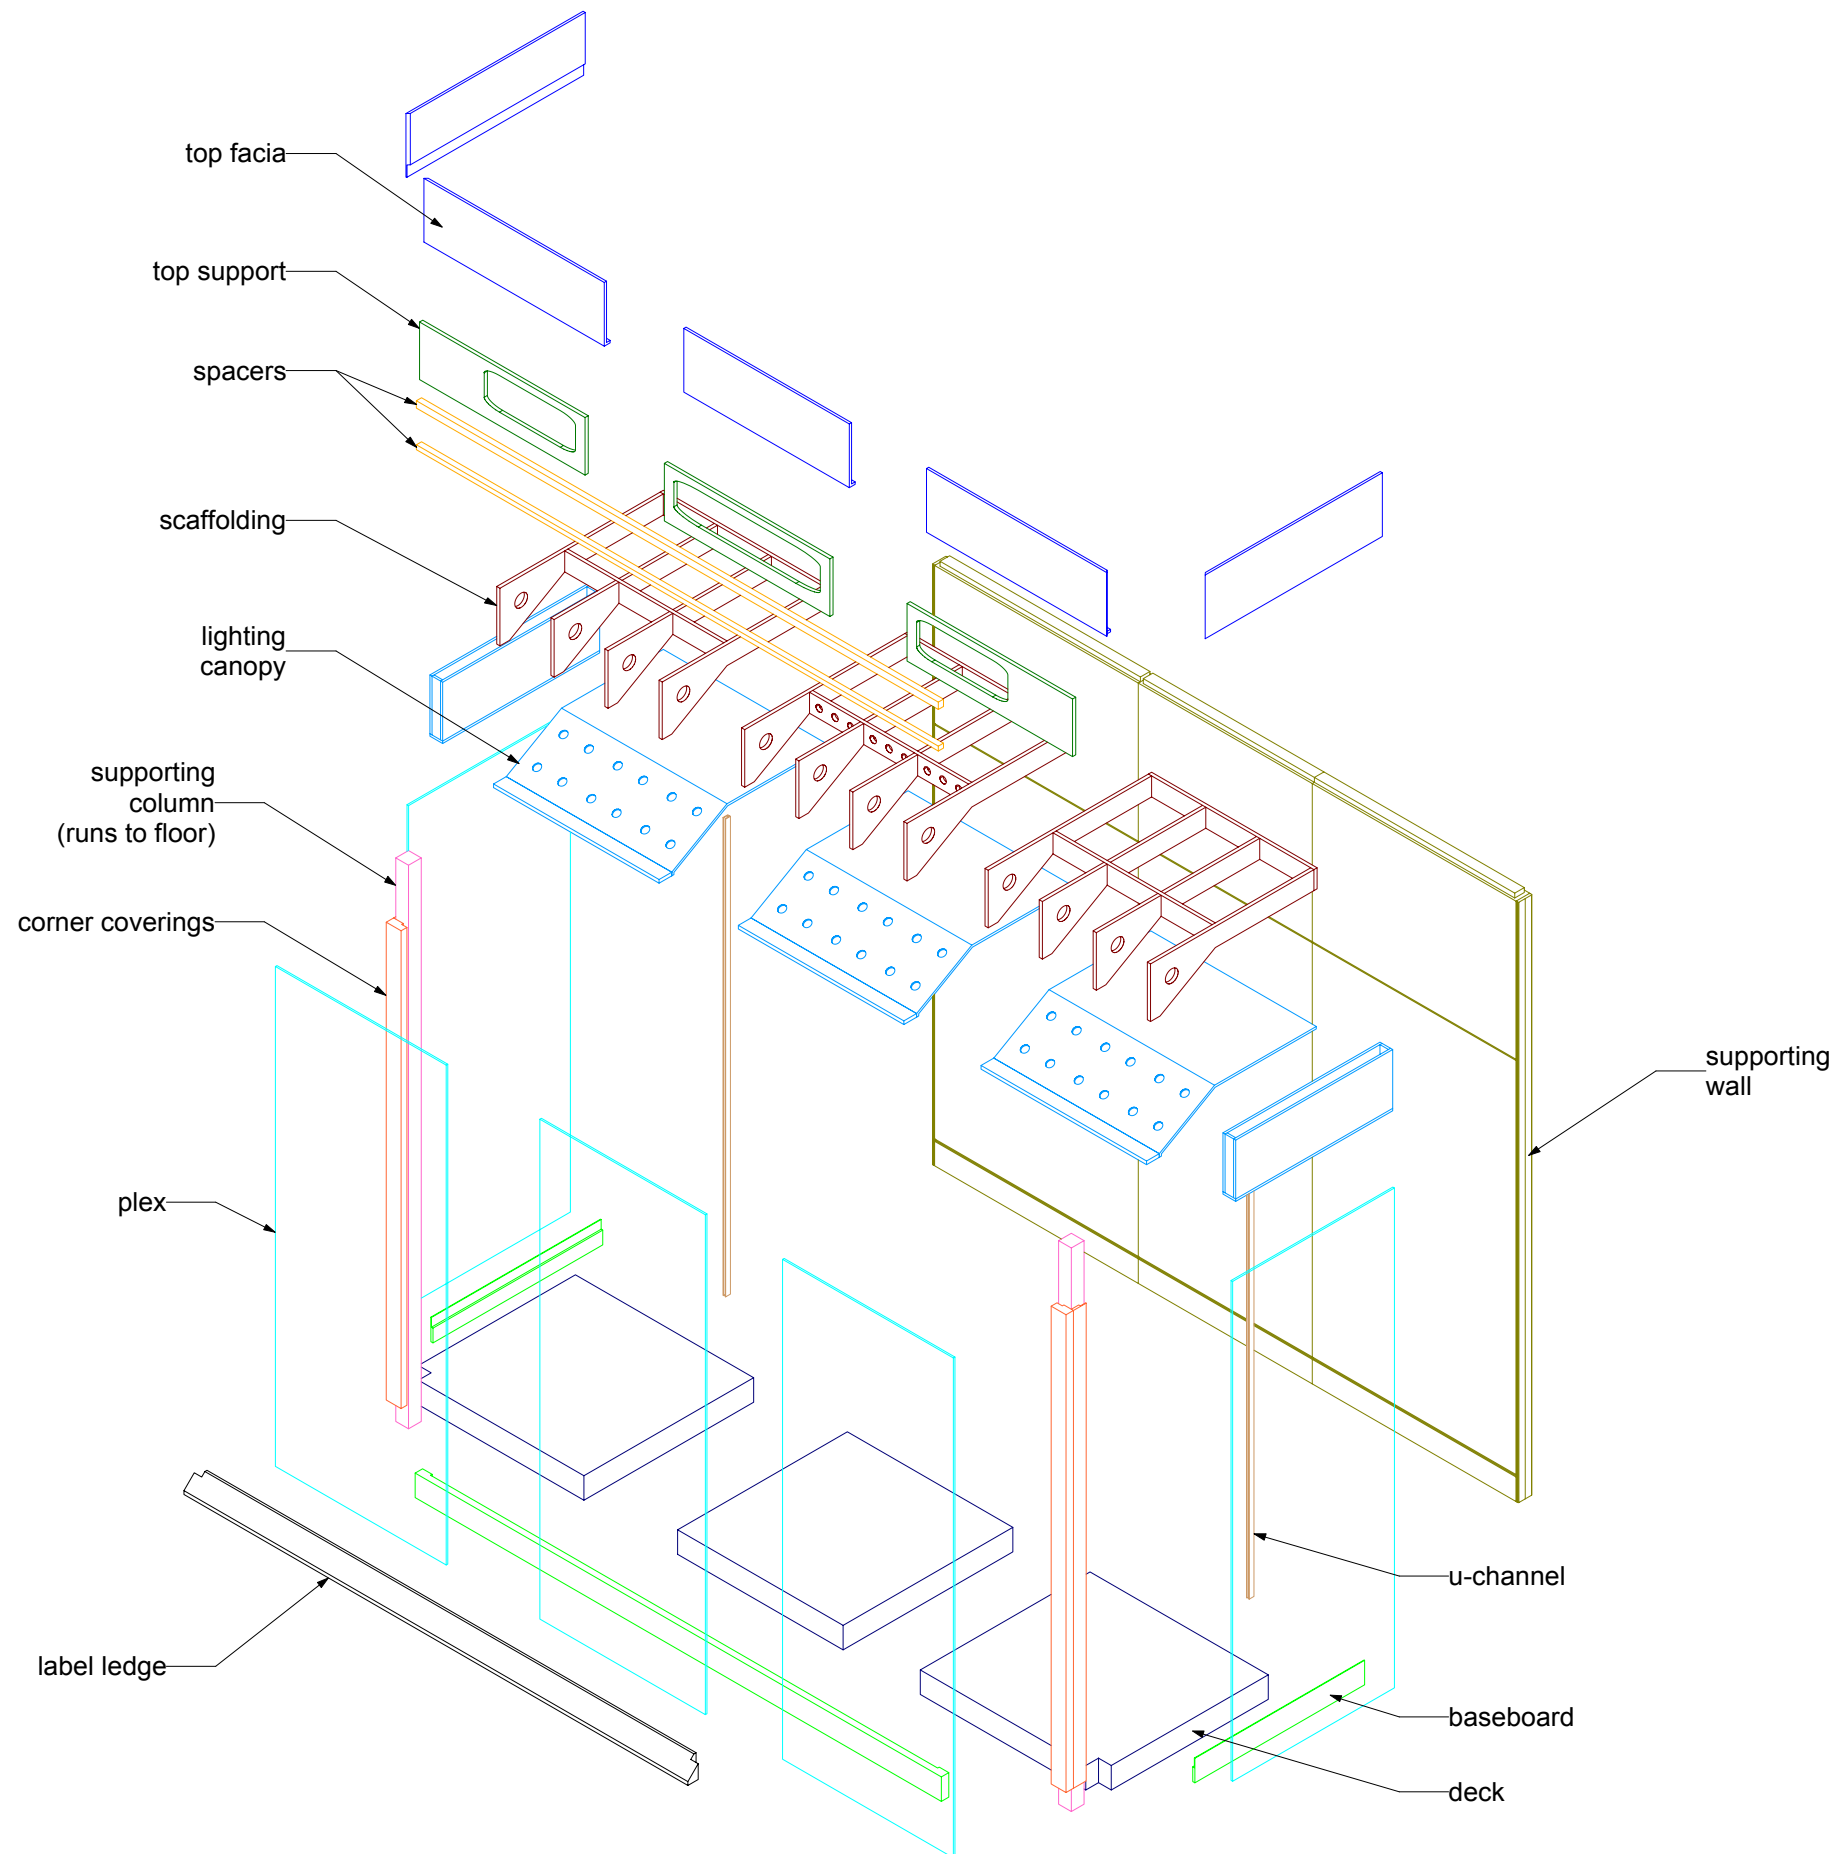 top facia
top support
spacers
scaffolding
lighting
canopy
supporting
column
(runs to floor)
corner coverings
supporting
wall
plex
u-channel
label ledge
baseboard
deck